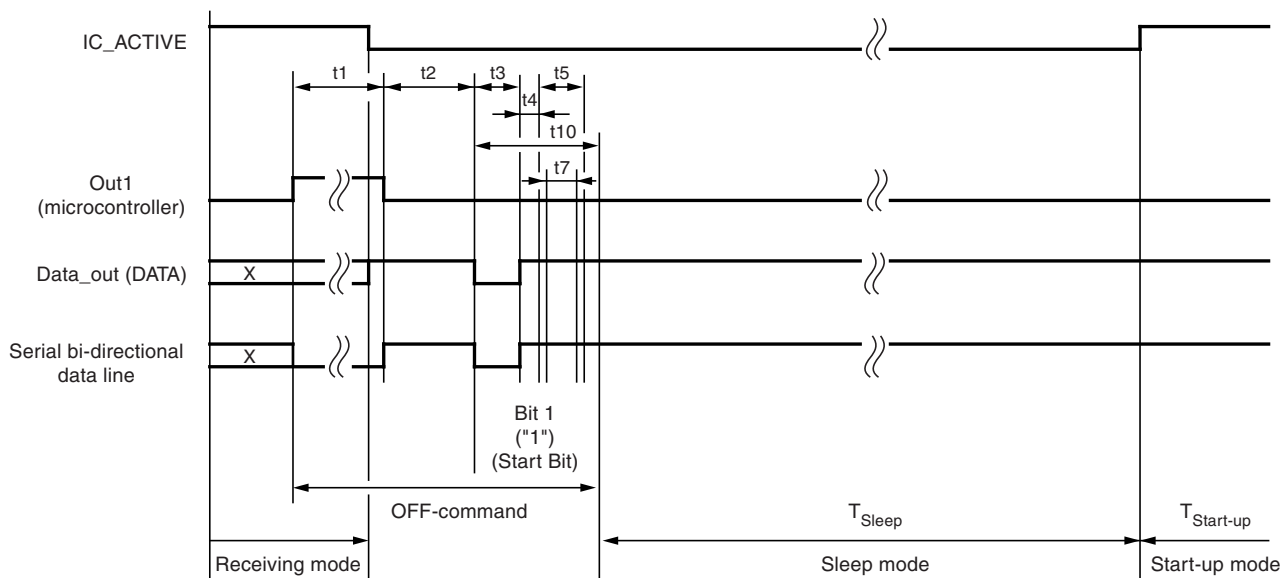 IC_ACTIVE
t1
t2
t3
t5
t4
t10
t7
Out1
(microcontroller)
Data_out (DATA)
X
Serial bi-directional
data line
X
Bit 1
("1")
(Start Bit)
OFF-command
TSleep
TStart-up
Receiving mode
Sleep mode
Start-up mode